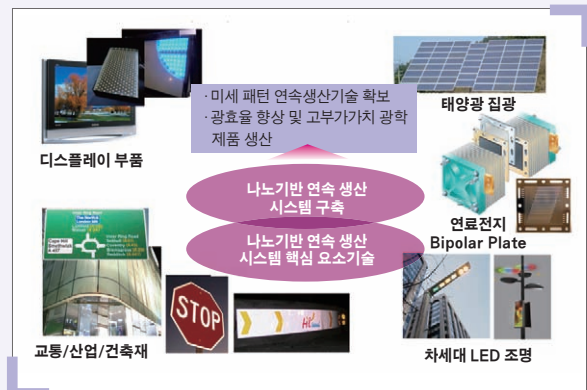 · 미세 패턴 연속생산기술 확보
· 광효율 향상 및 고부가가치 광학
제품 생산
디스플레이 부품
태양광 집광
나노기반 연속 생산
시스템 구축
나노기반 연속 생산
시스템 핵심 요소기술
연료전지
Bipolar Plate
Cape Hill
STOP
교통/산업/건축재
차세대 LED 조명